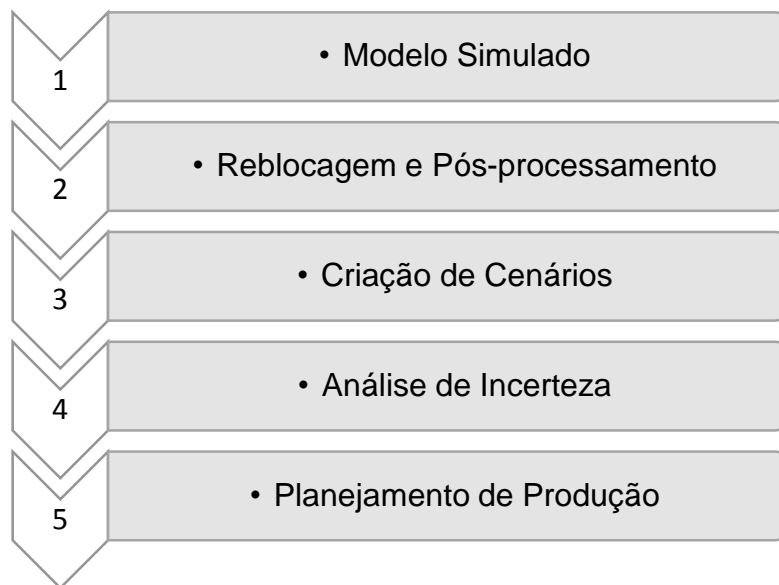 1
• Modelo Simulado
2
• Reblocagem e Pós-processamento
3
• Criação de Cenários
4
• Análise de Incerteza
5
• Planejamento de Produção